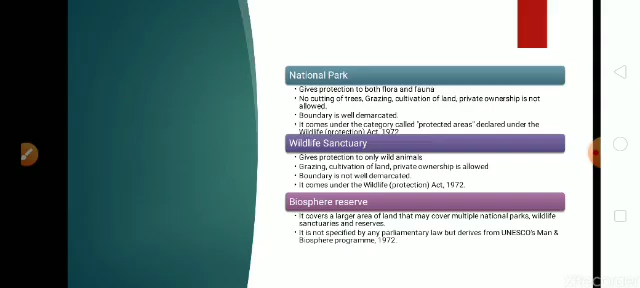 National Park
• Gives protection to both flora and fauna
• No cutting of trees, Grazing, cultivation of land, private ownership is not
allowed.
• Boundary is well demarcated.
• It comes under the category called "protected areas" declared under the
Wildlife (protection) Act, 1972
Wildlife Sanctuary
• Gives protection to only wild animals
• Grazing, cultivation of land, private ownership is allowed
• Boundary is not well demarcated.
• It comes under the Wildlife (protection) Act, 1972.
Biosphere reserve
• It covers a larger area of land that may cover multiple national parks, wildlife
sanctuaries and reserves.
• It is not specified by any parliamentary law but derives from UNESCO's Man &
Biosphere programme, 1972.